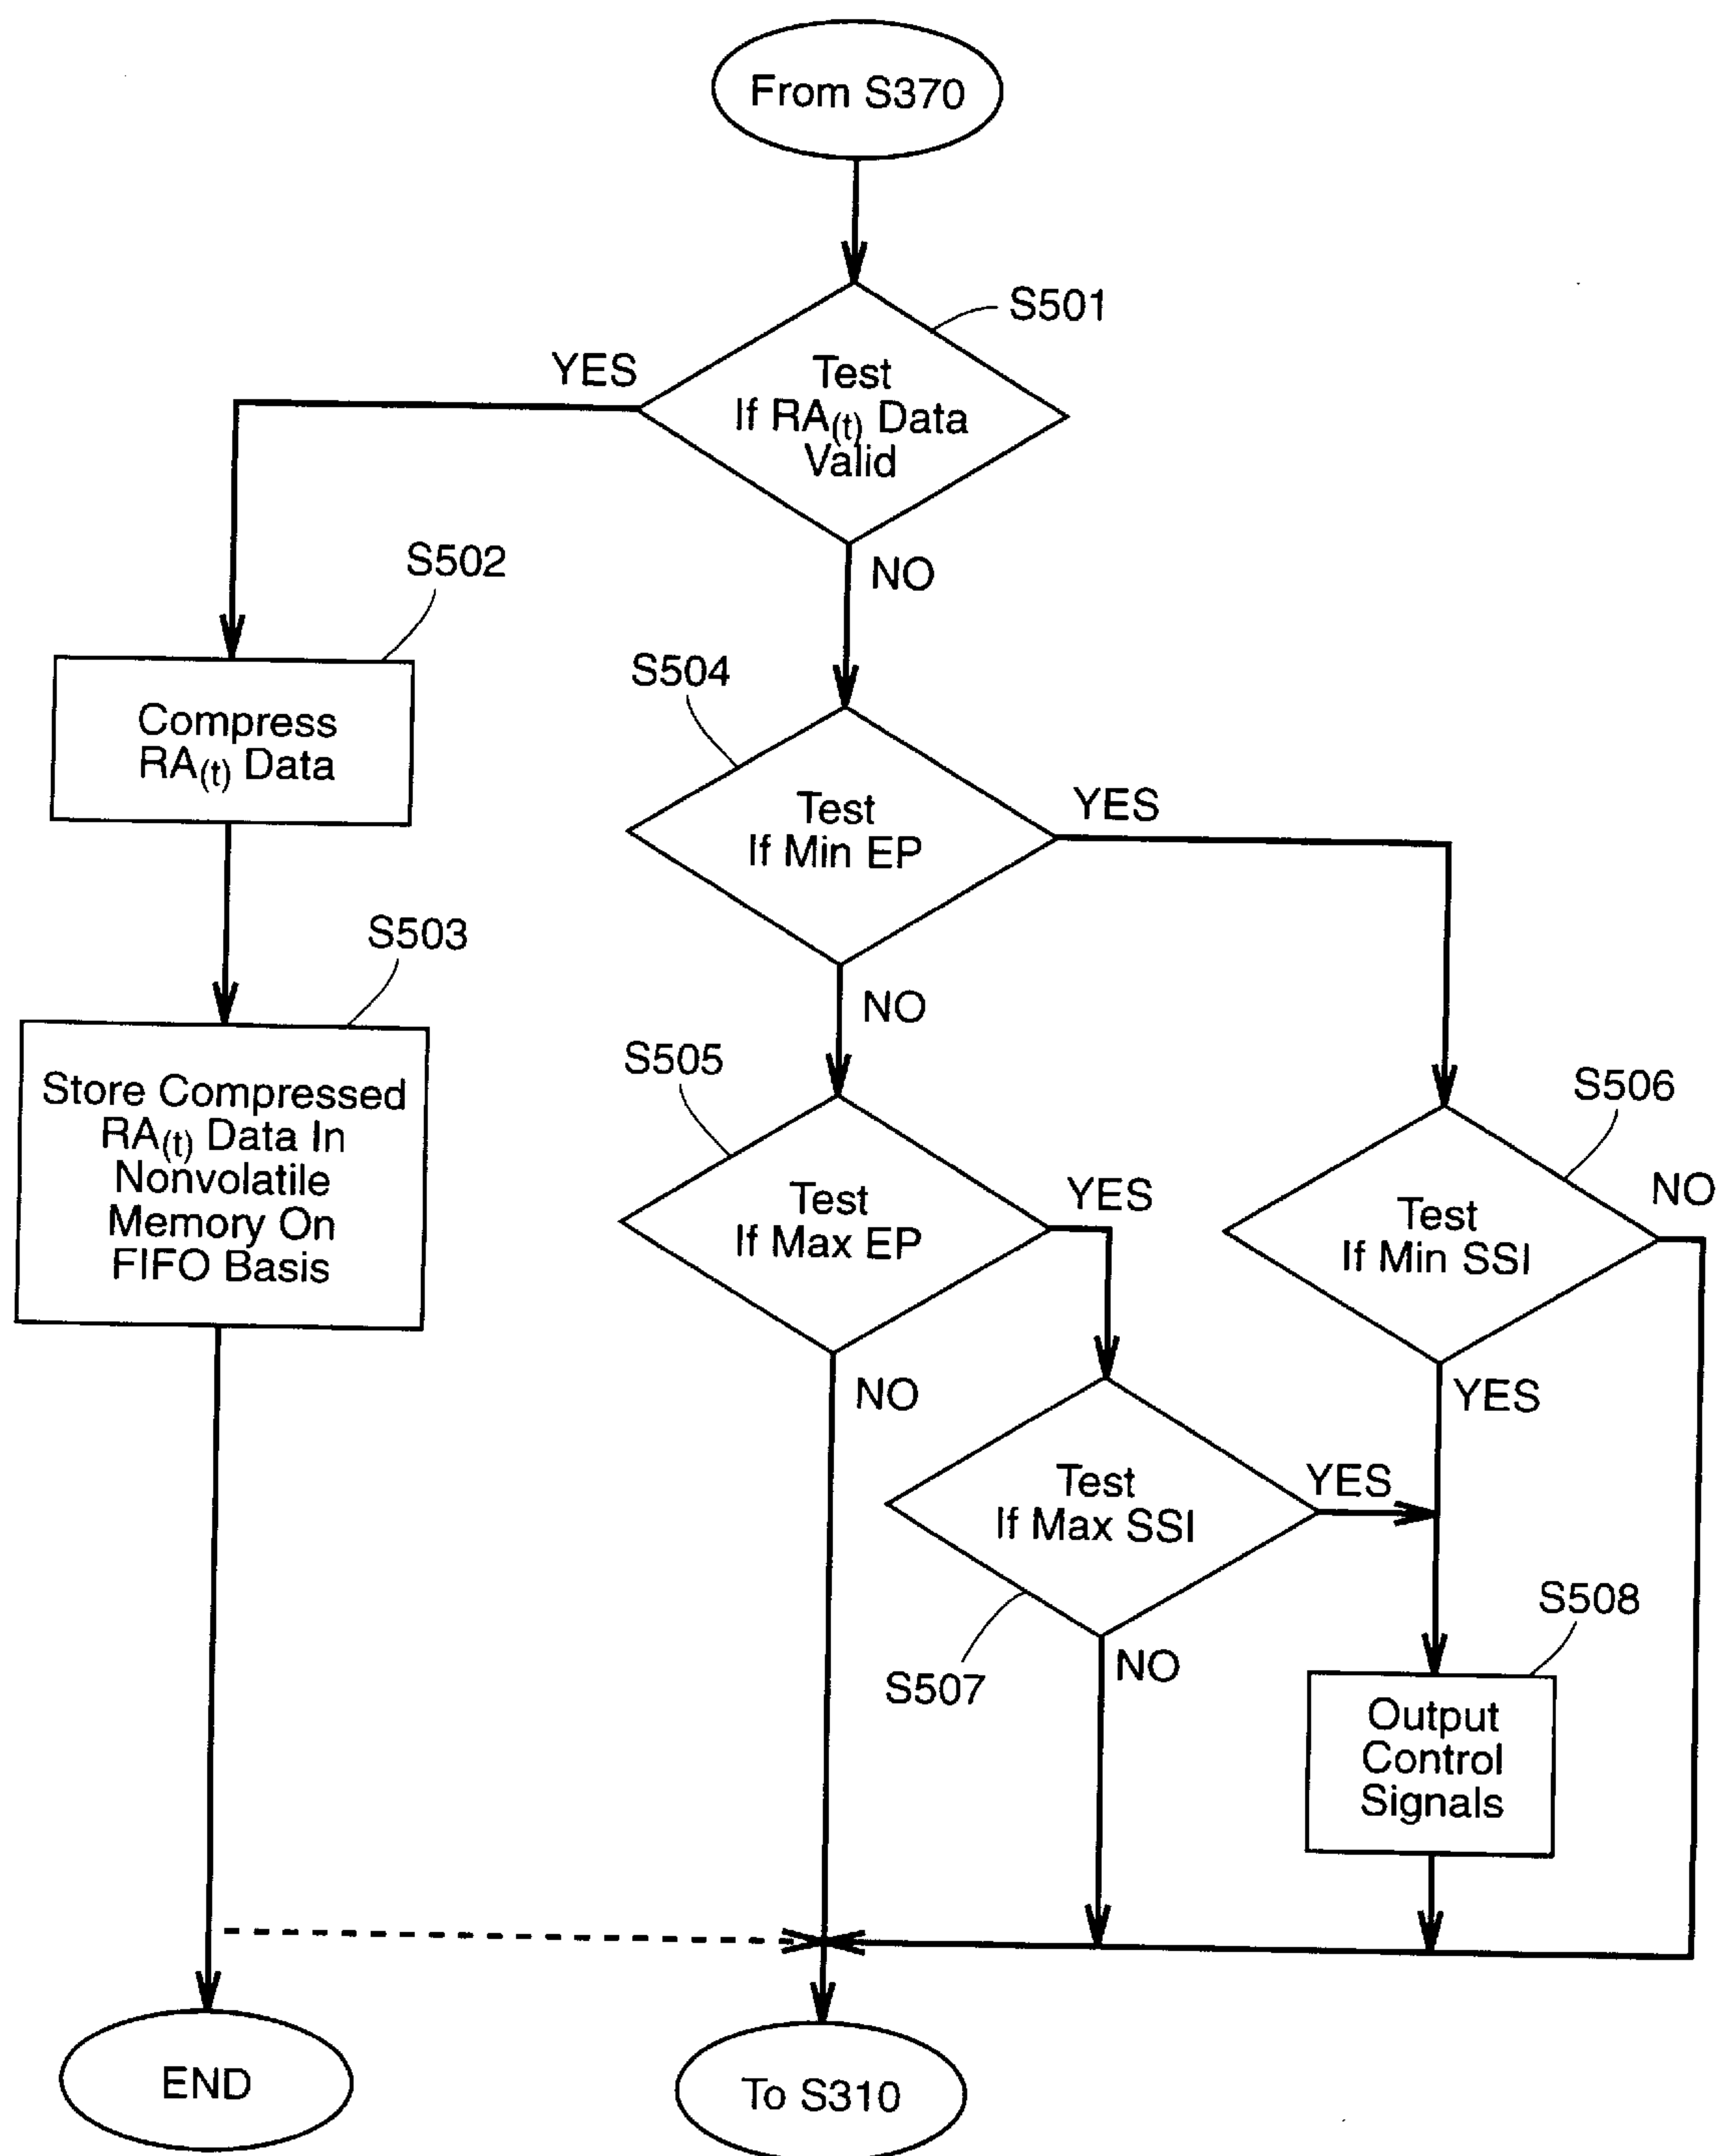 From S370
S501
YES
Test
If RA(t) Data
Valid
NO
S502
Compress
RA(t) Data
S504
Test
If Min EP
YES
NO
S503
Store Compressed
RA(t) Data In
Nonvolatile
Memory On
FIFO Basis
S505
Test
If Max EP
YES
NO
S506
Test
If Min SSI
NO
YES
Test
If Max SSI
YES
S507
NO
S508
Output
Control
Signals
END
To S310